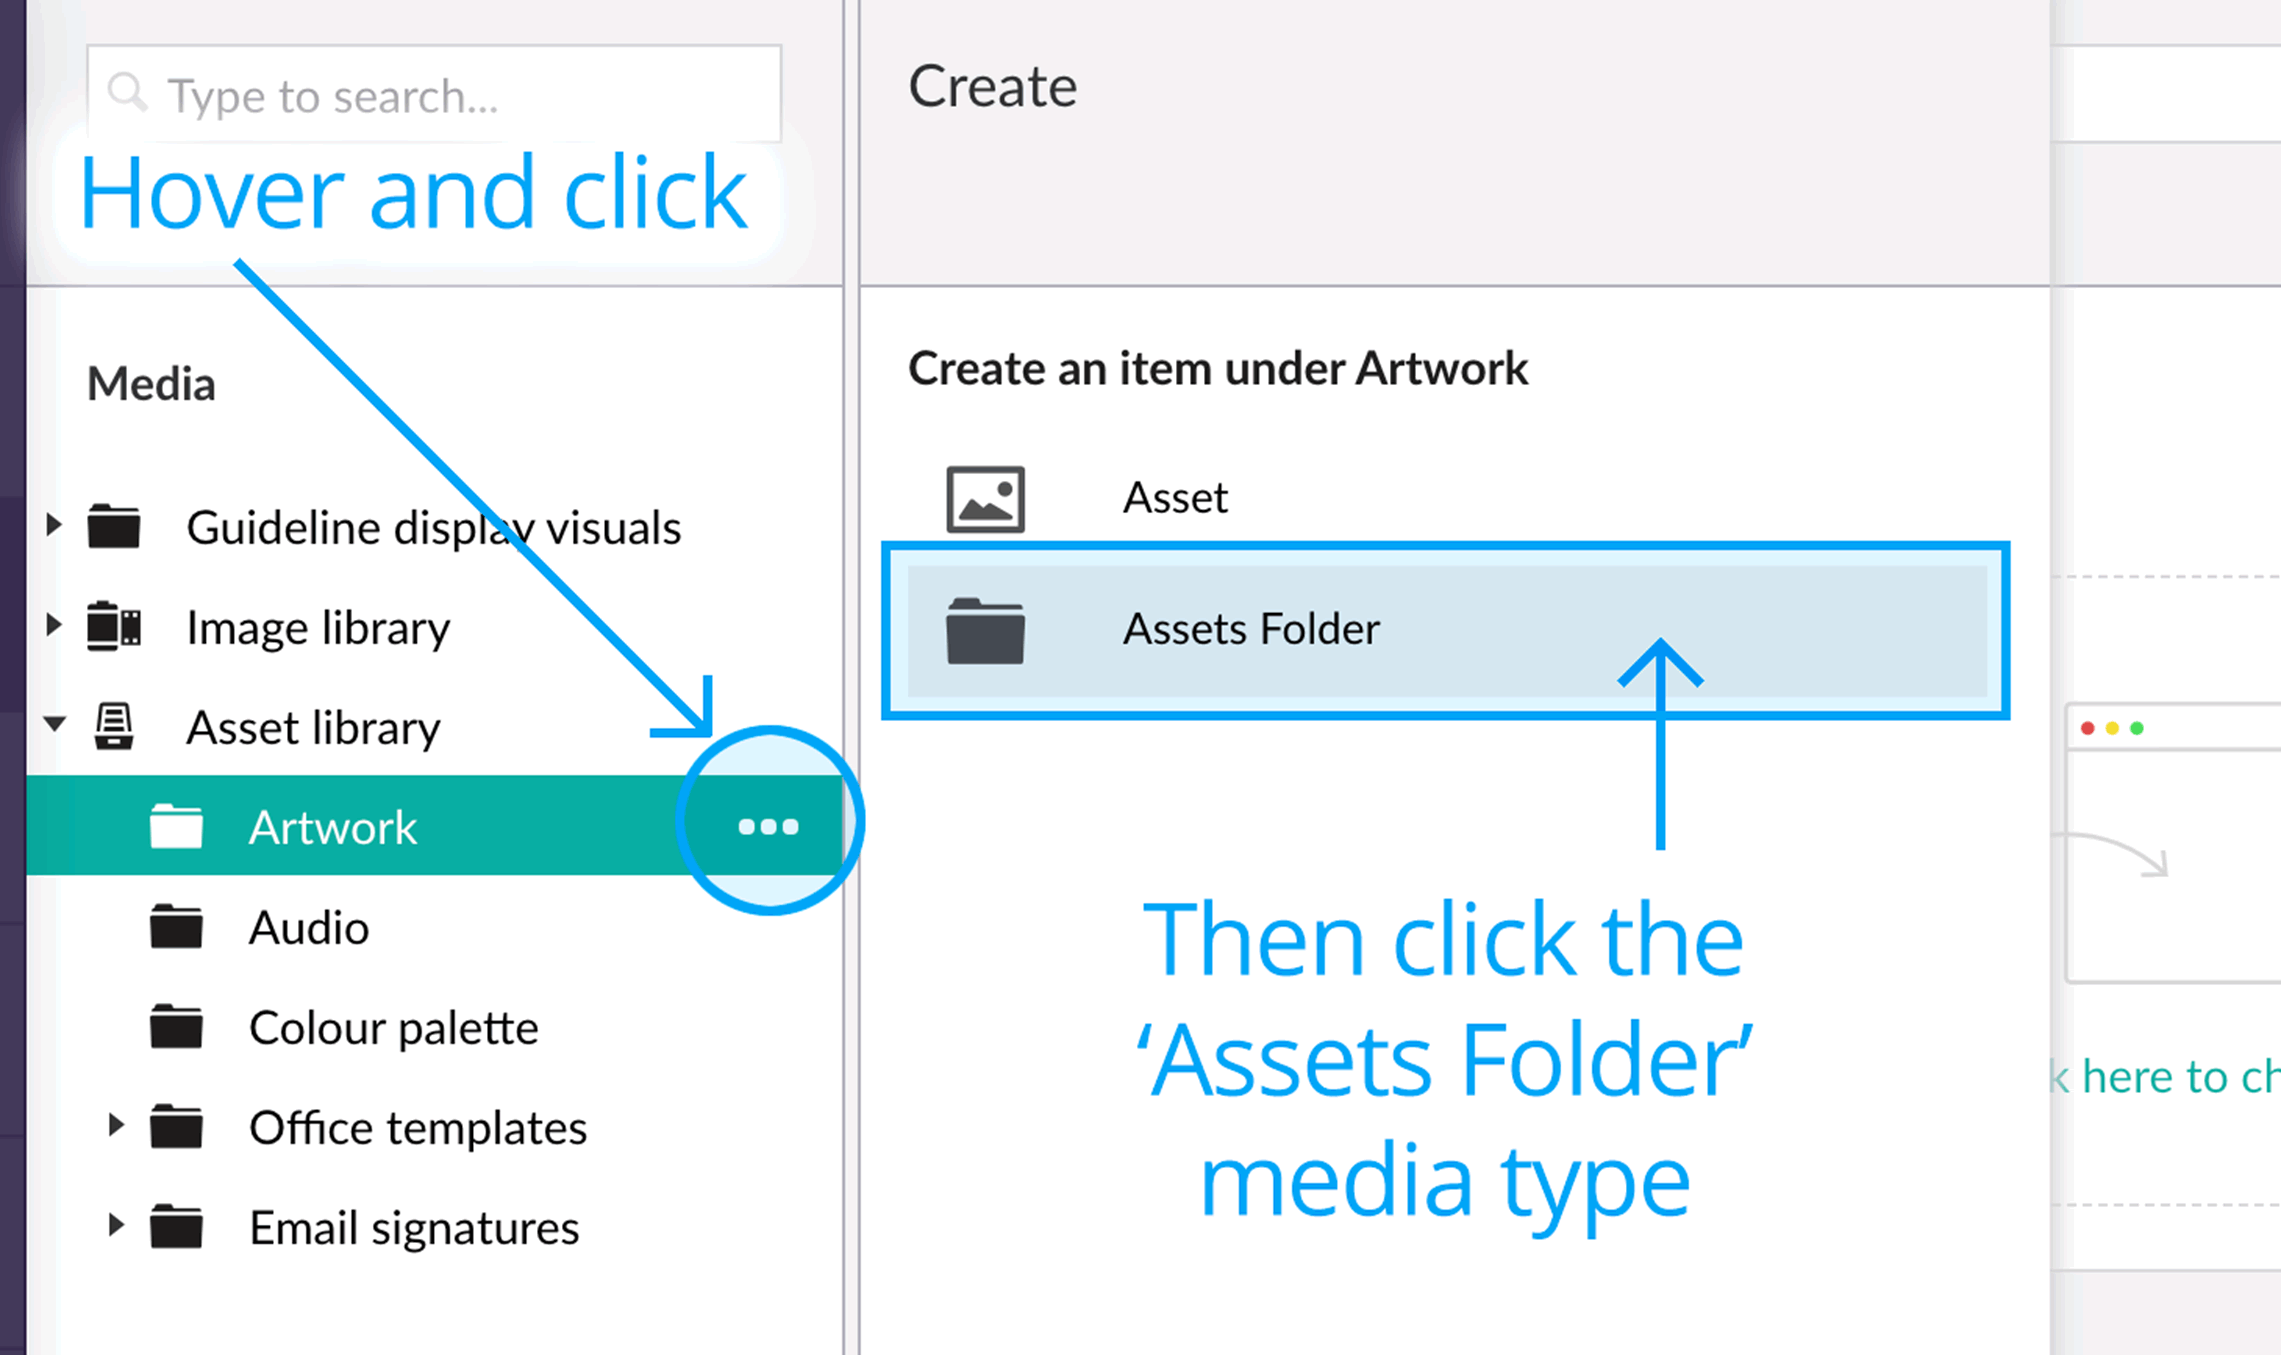 Type to search...
Hover and click
Media
Guideline display visuals
Image library
Asset library
Artwork
Audio
Colour palette
Office templates
Email signatures
Create
Create an item under Artwork
Asset
Assets Folder
Then click the
‘Assets Folder’
media type
here to